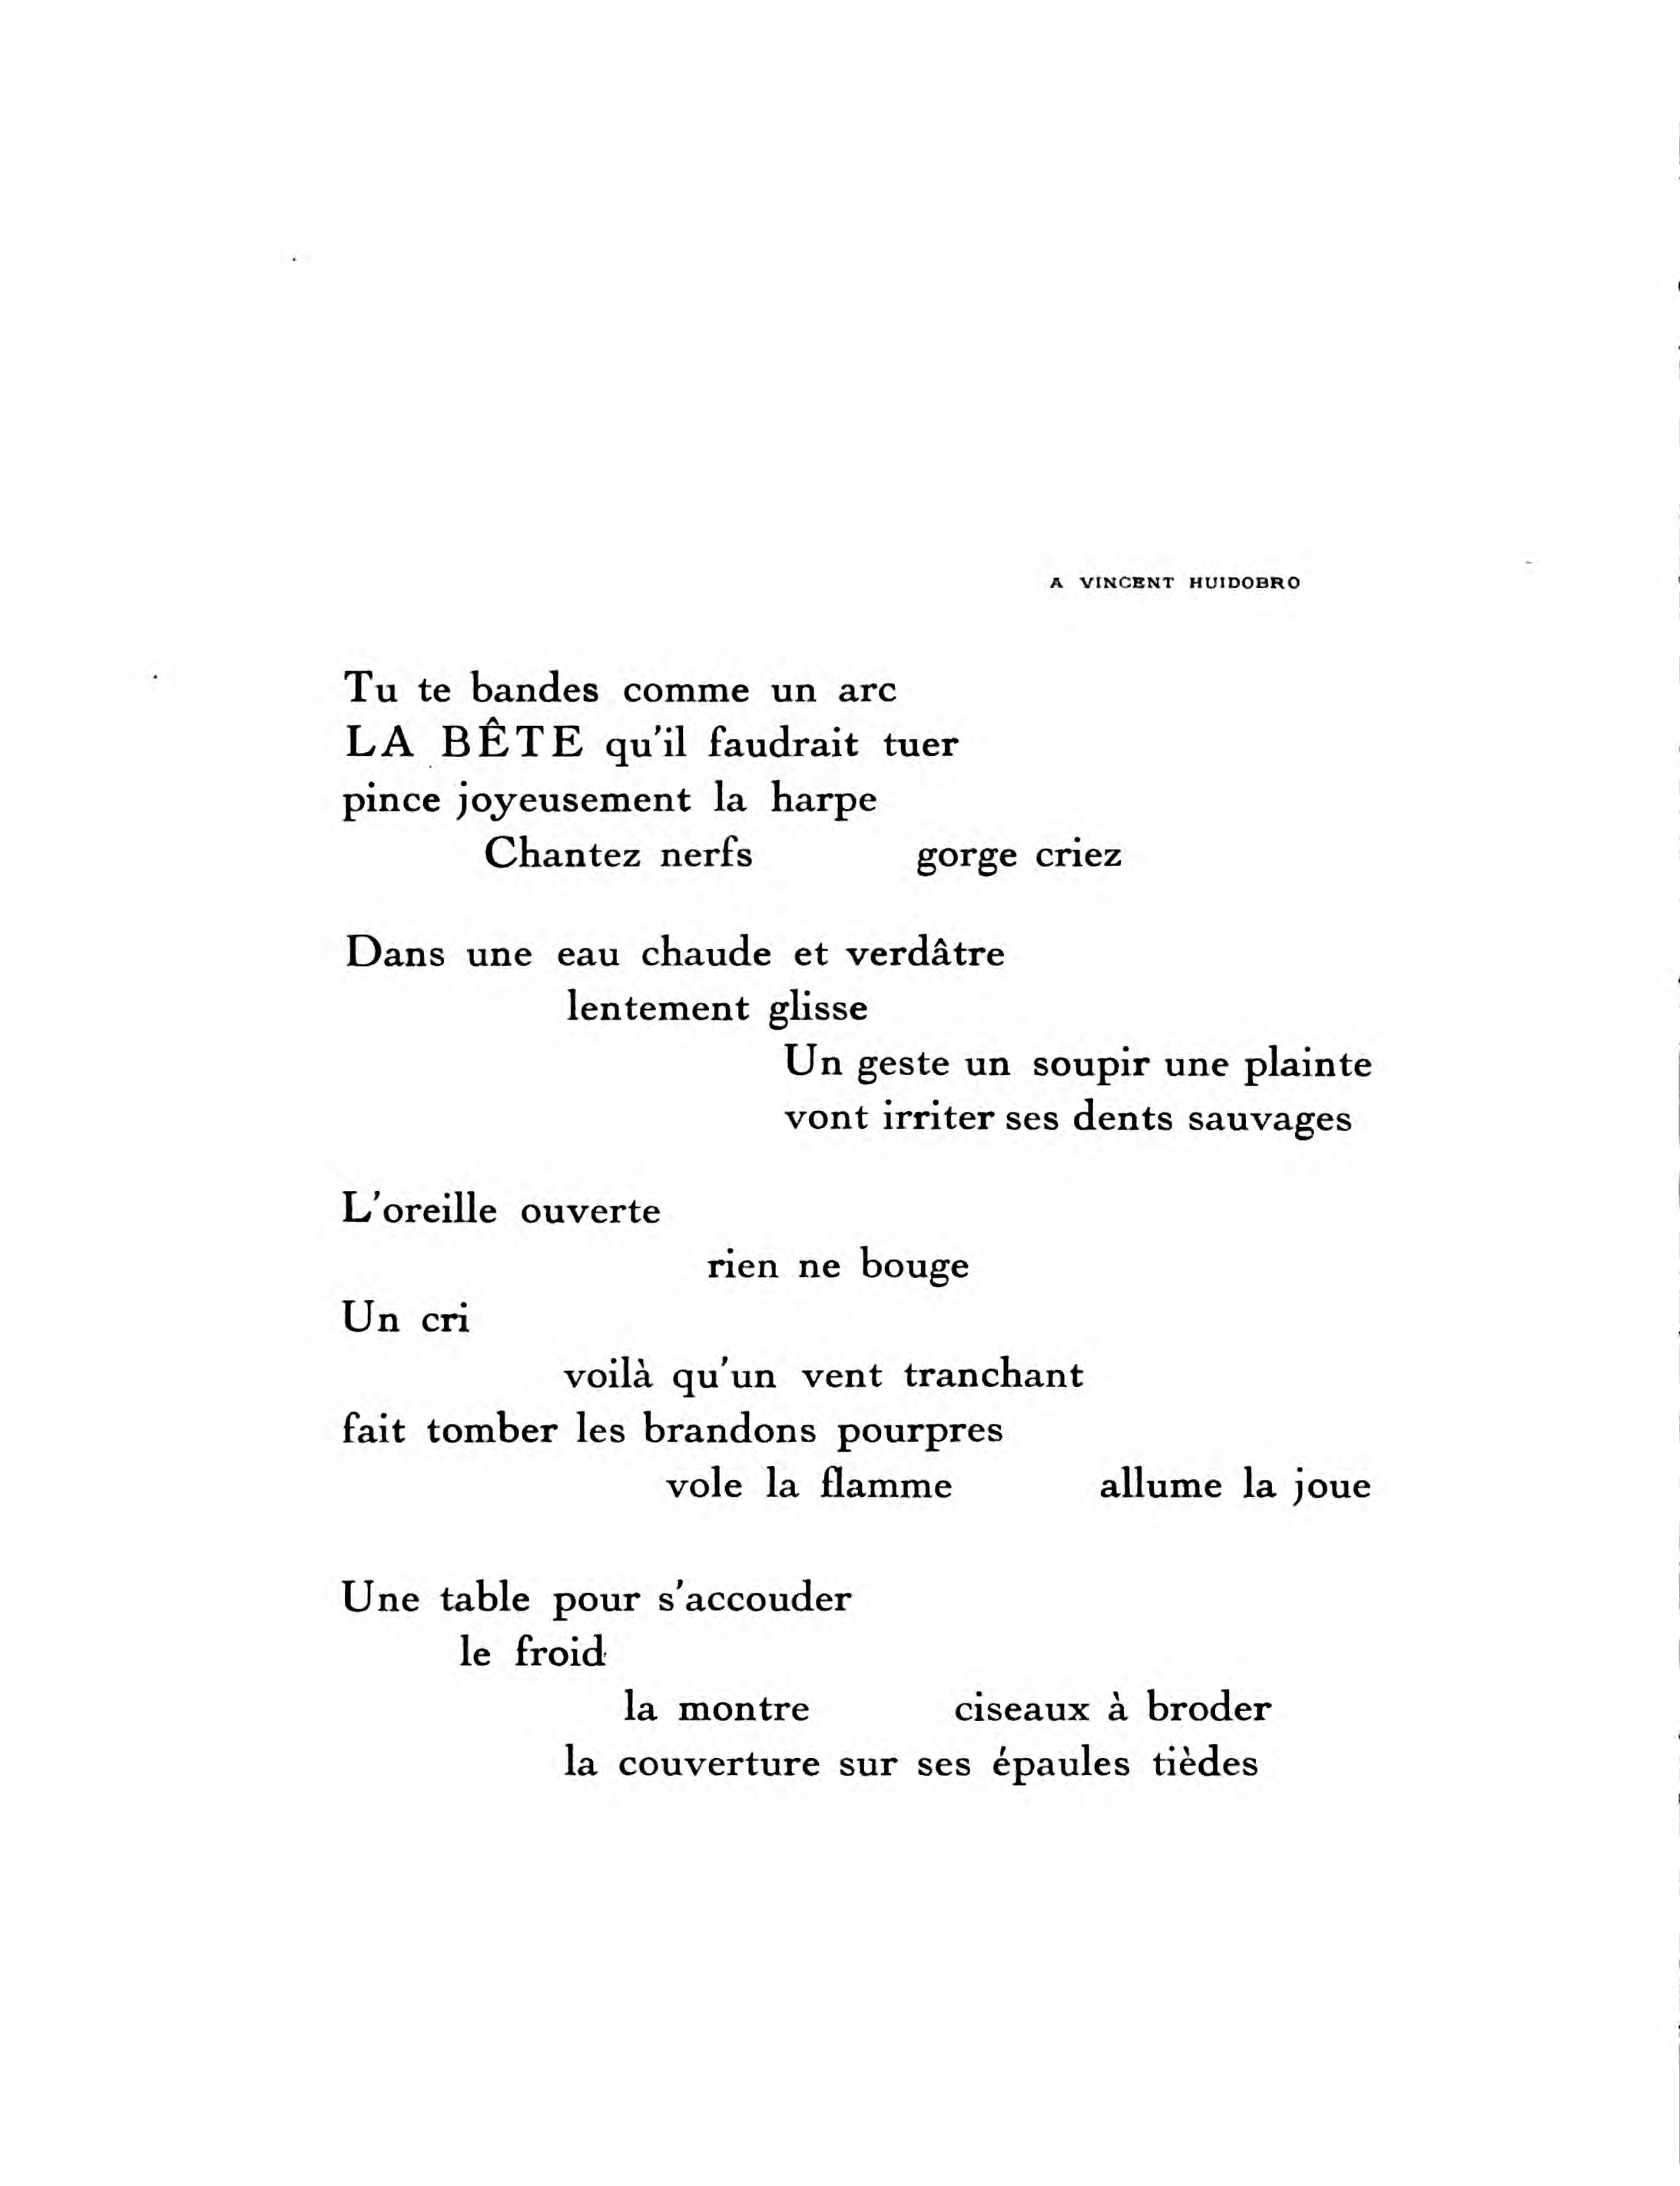 A VINCENT HUIDOBRO
Tu te bandes comme un arc
LA BÊTE qu'il faudrait tuer
pince joyeusement la harpe
Chantez nerfs gorge criez
Dans une eau chaude et verdâtre
lentement glisse
Un geste un soupir une plainte
vont irriter ses dents sauvages
L'oreille ouverte
rien ne bouge
Un cri
voilà qu'un vent tranchant
fait tomber les brandons pourpres
vole la flamme allume la joue
Une table pour s'accouder
le froid
la montre ciseaux à broder
la couverture sur ses épaules tièdes